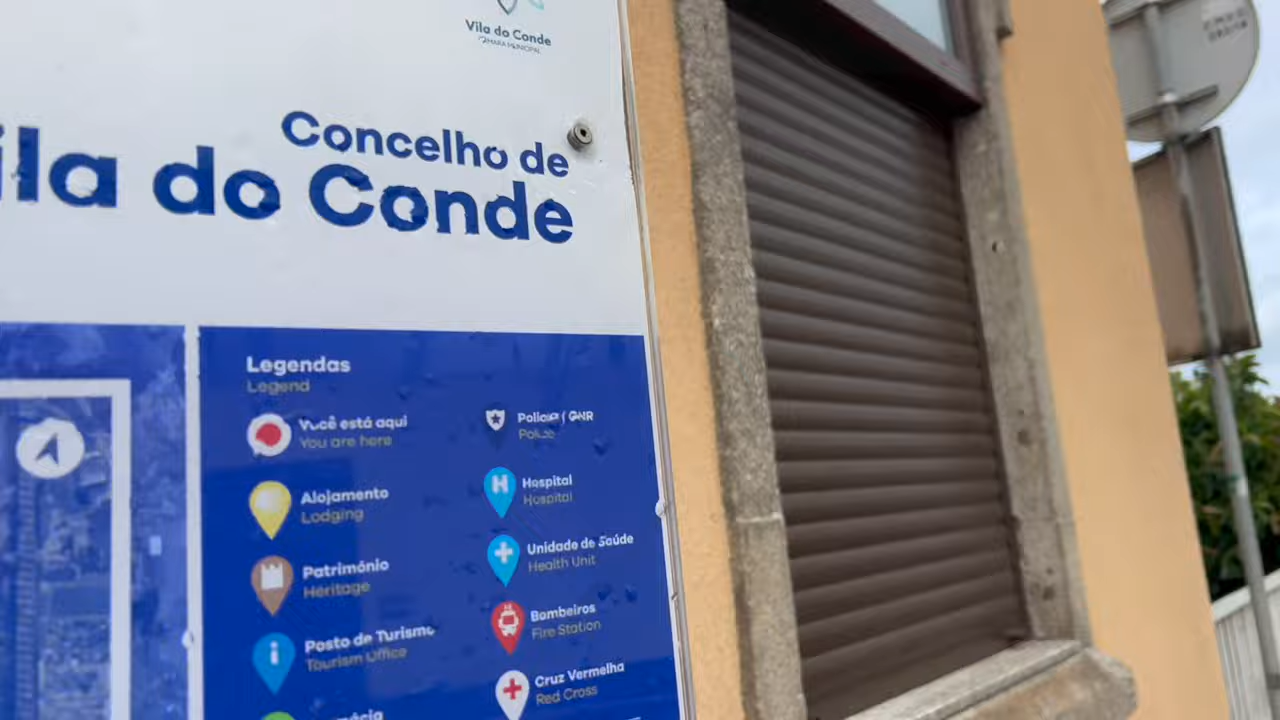 Vila do Conde
CÂMARA MUNICIPAL
Concelho de
ila do Conde
Legendas
Legend
Você está aqui
You are here
Alojamento
Lodging
Património
Heritage
Posto de Turismo
Tourism Office
Polícia / GNR
Police
Hospital
Hospital
Unidade de Saúde
Health Unit
Bombeiros
Fire Station
Cruz Vermelha
Red Cross